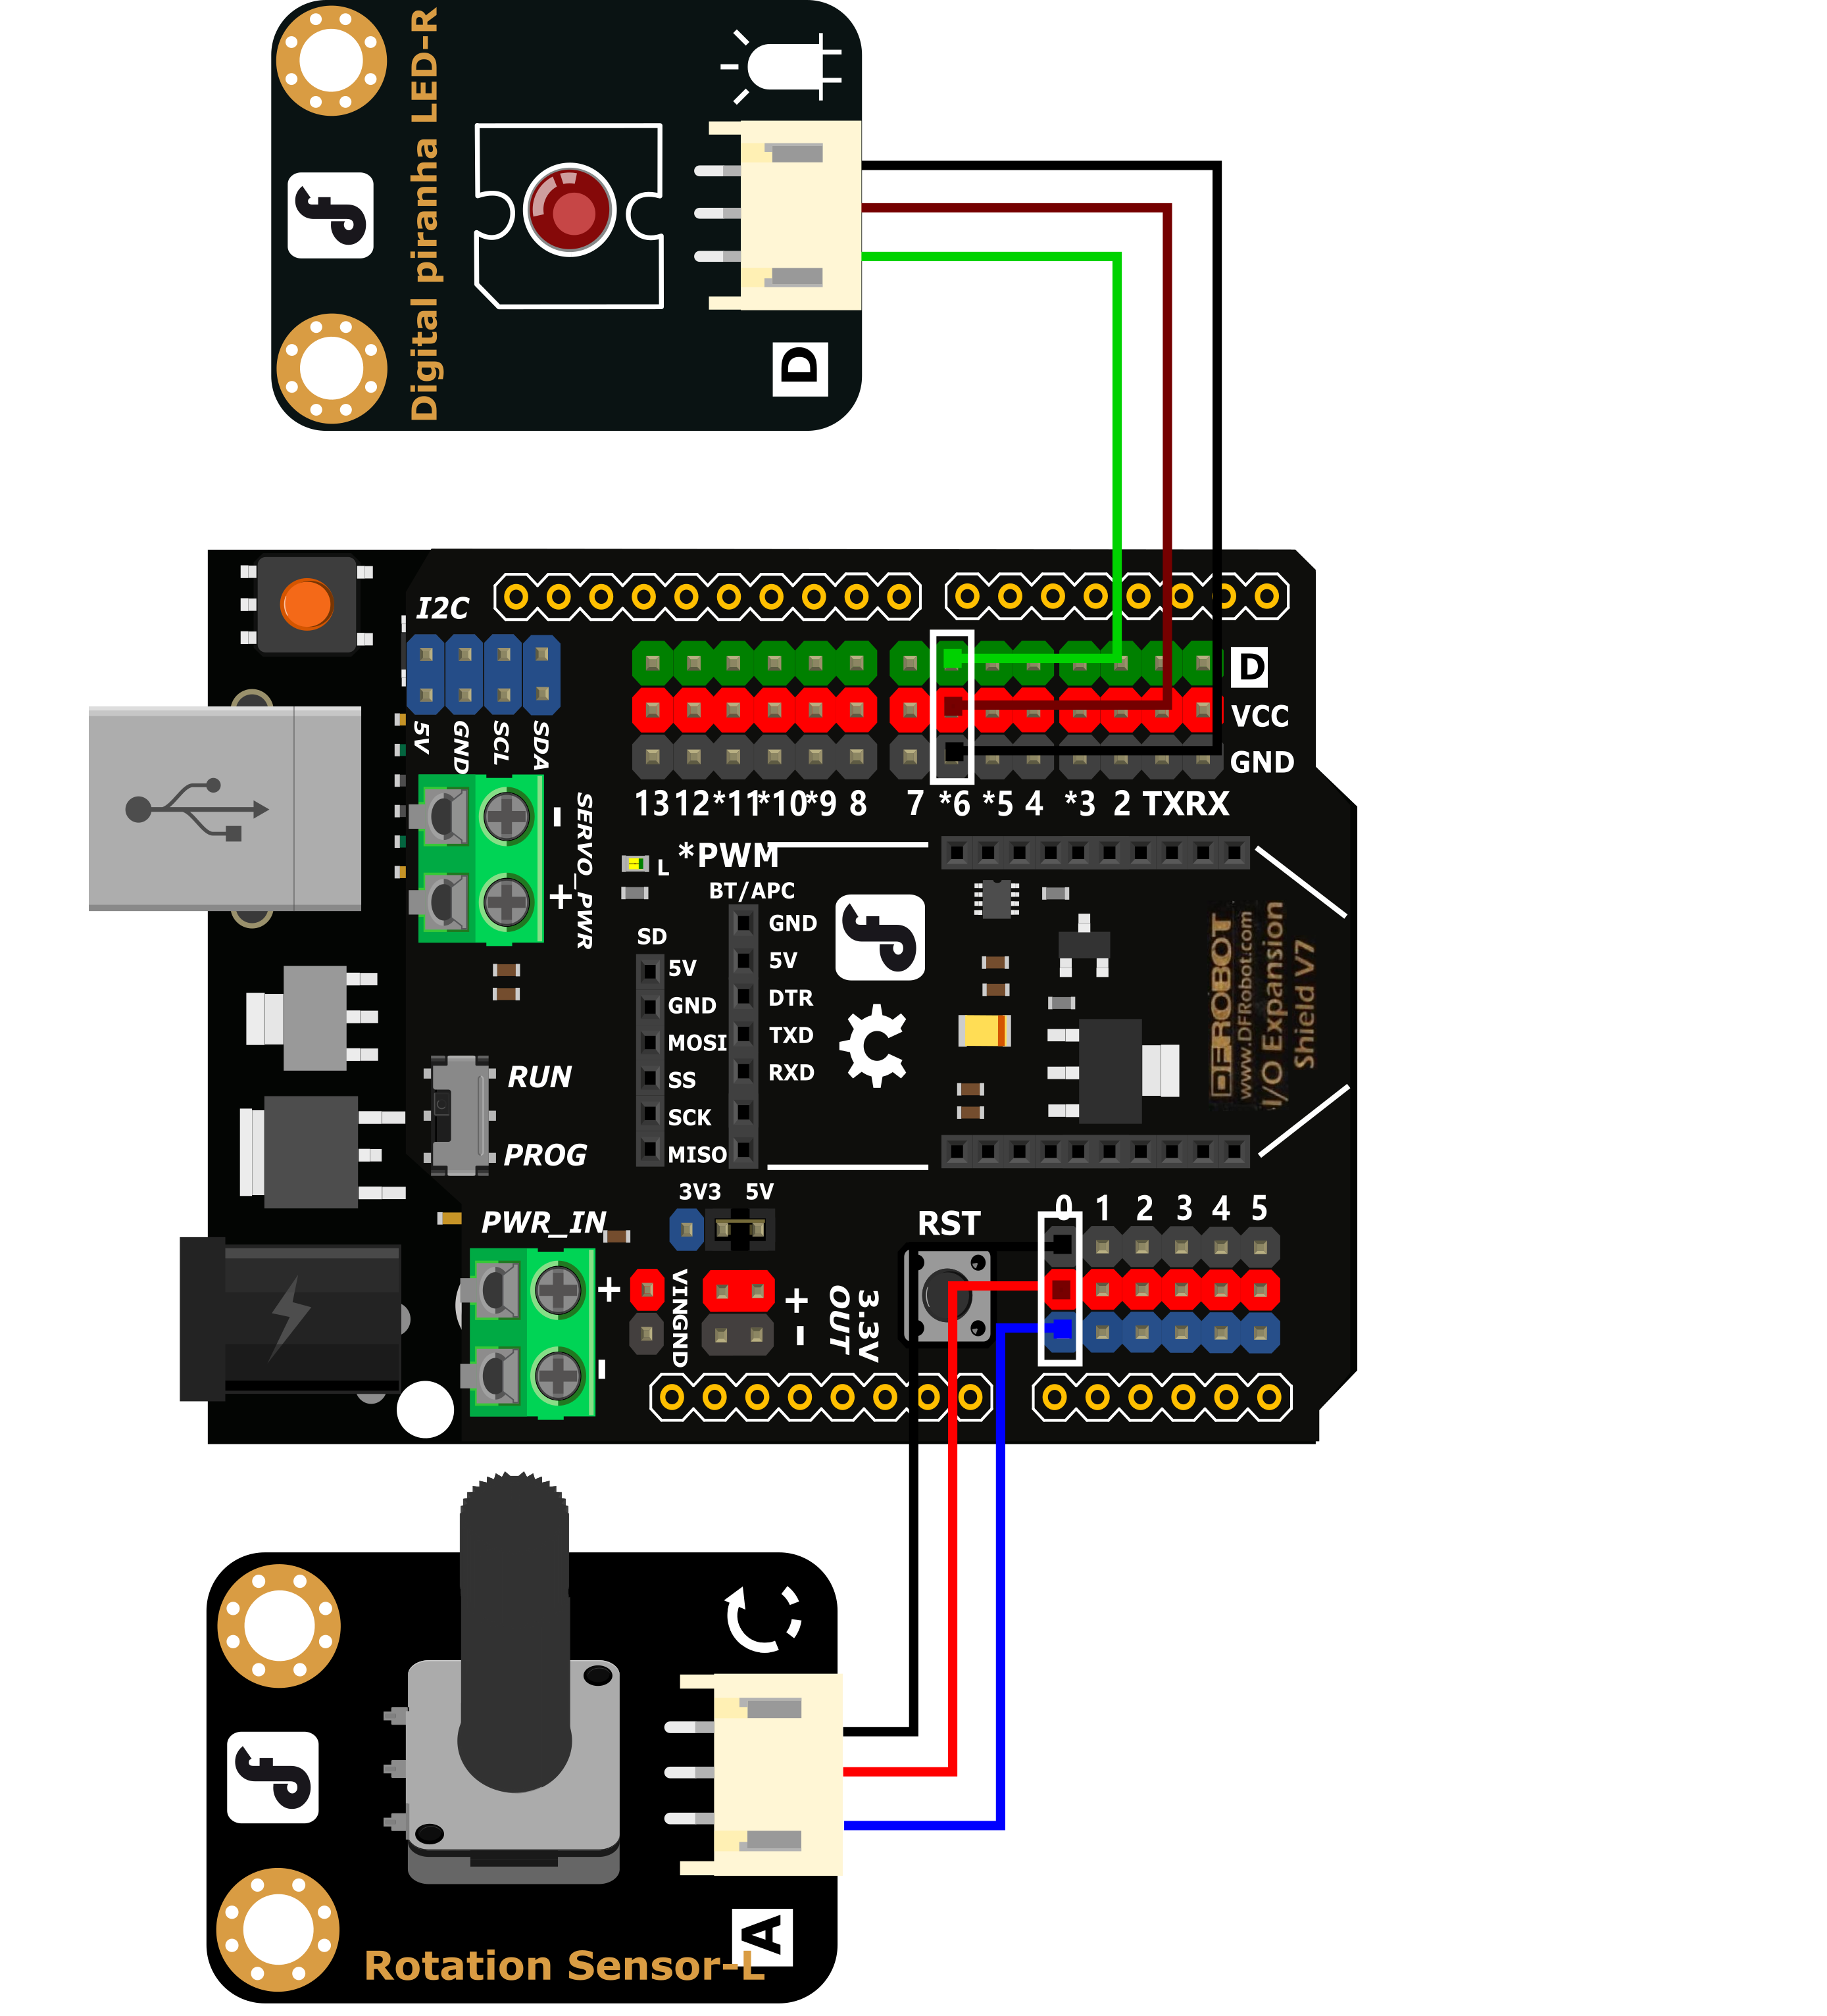 Digital piranha LED-R
D
I2C
5V
GND
SCL
SDA
D
VCC
GND
13 12 *11 *10 *9 8 7 *6 *5 4 *3 2 TX RX
SERVO_PWR
-
+
L
*PWM
BT/APC
GND
5V
DTR
TXD
RXD
SD
5V
GND
MOSI
SS
SCK
MISO
DFROBOT
www.DFRobot.com
I/O Expansion
Shield V7
RUN
PROG
3V3 5V
PWR_IN
+
-
VIN
GND
+
-
3.3V
OUT
RST
0 1 2 3 4 5
A
Rotation Sensor-L